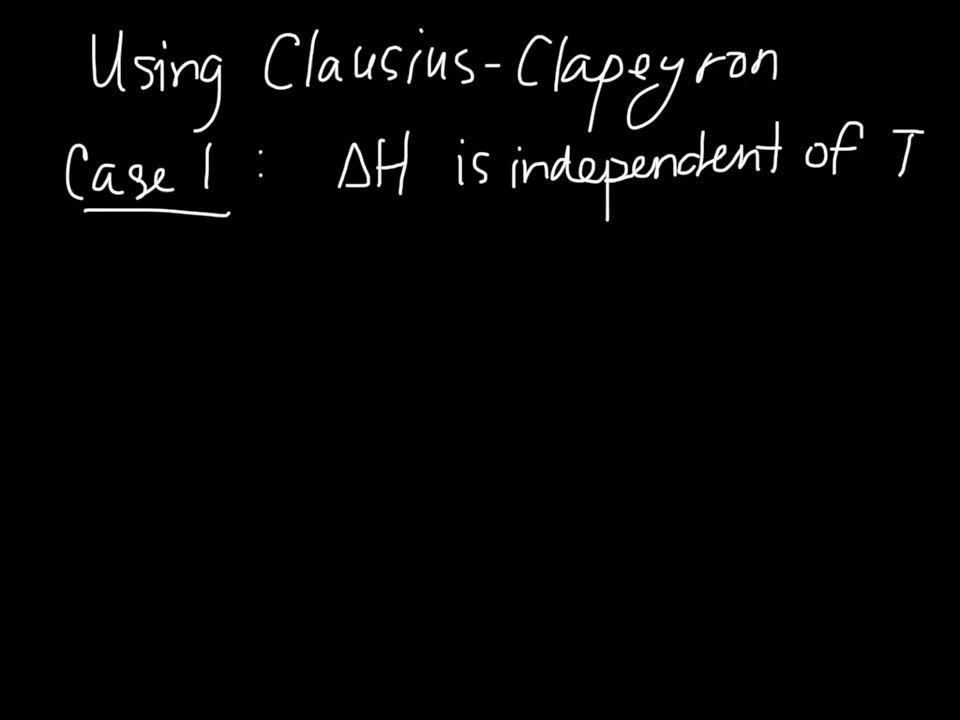 Using Clausius-Clapeyron
Case 1 : ΔH is independent of T